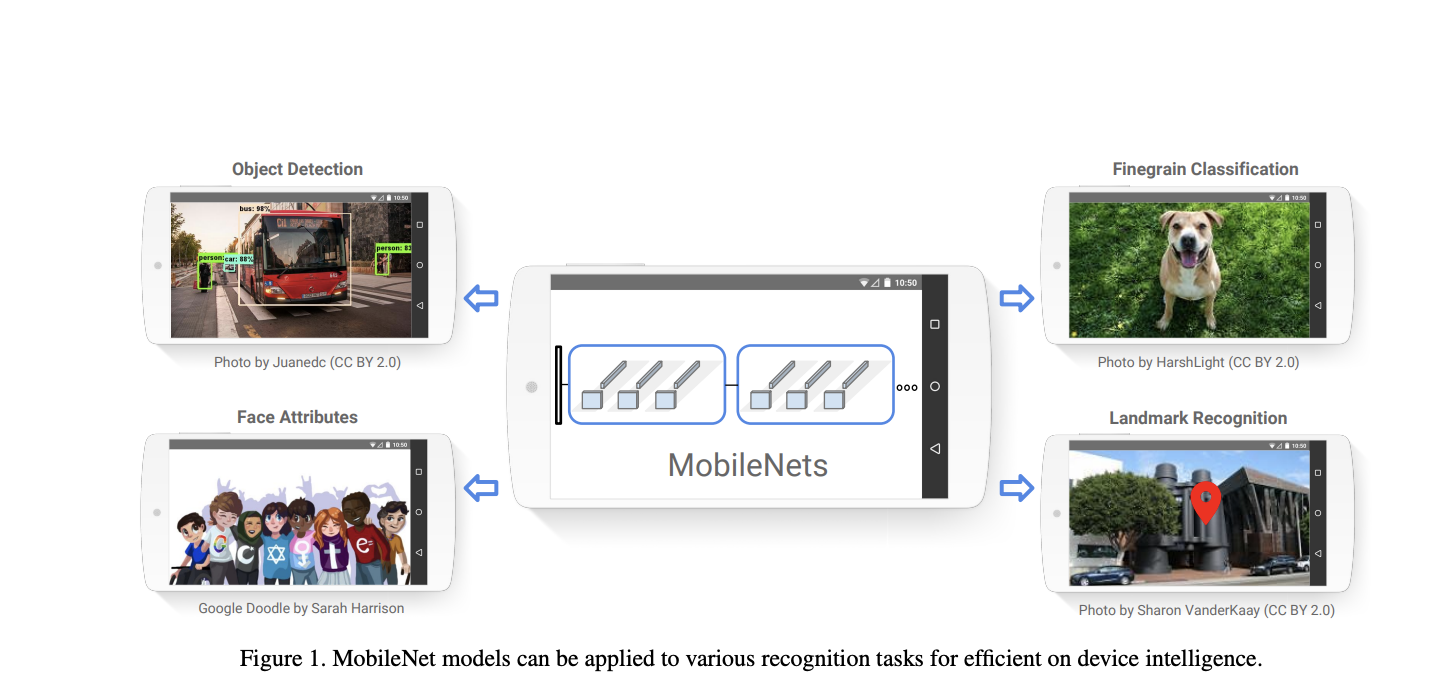 Object Detection
10:50
bus: 98%
person:
car: 88%
person: 83
Photo by Juanedc (CC BY 2.0)
Face Attributes
10:50
G C t e
Google Doodle by Sarah Harrison
10:50
MobileNets
Finegrain Classification
10:50
Photo by HarshLight (CC BY 2.0)
Landmark Recognition
10:50
Photo by Sharon VanderKaay (CC BY 2.0)
Figure 1. MobileNet models can be applied to various recognition tasks for efficient on device intelligence.